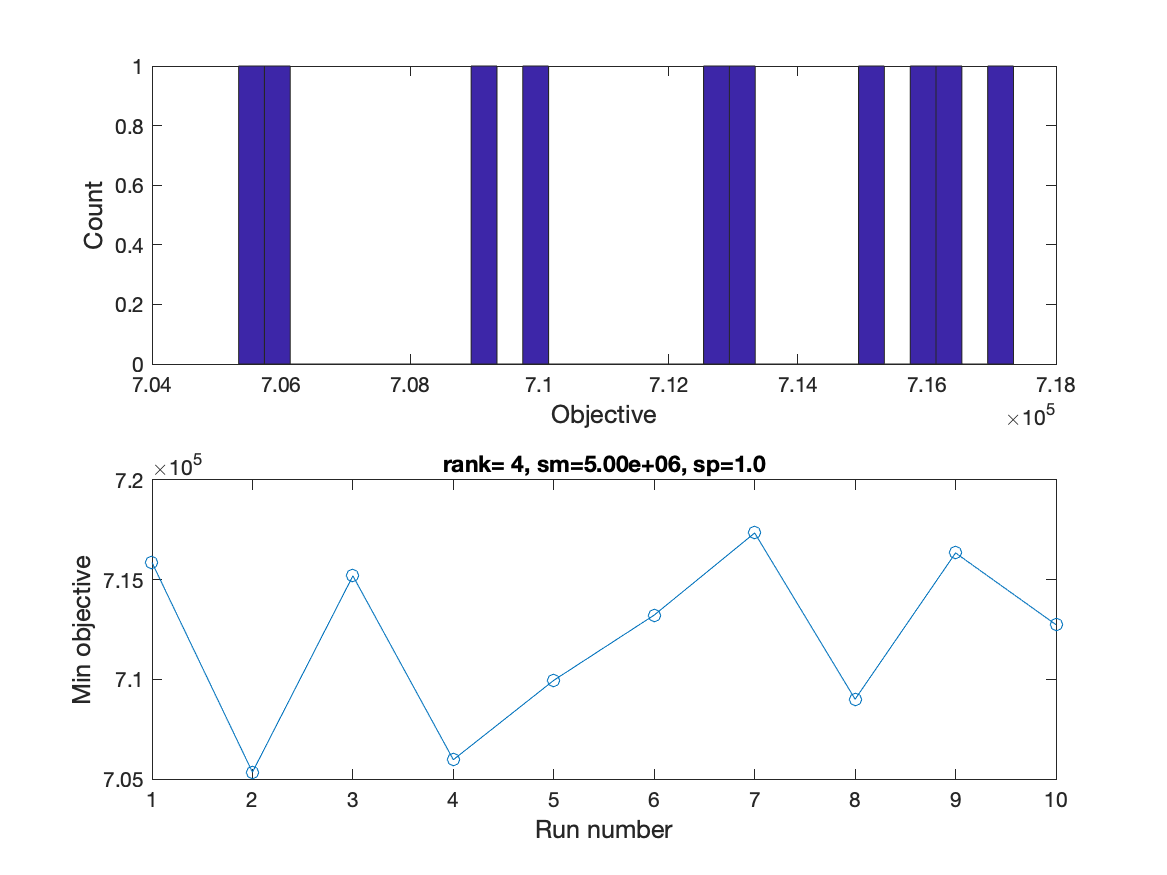 1
0.8
0.6
0.4
0.2
0
Count
7.04 7.06 7.08 7.1 7.12 7.14 7.16 7.18
Objective
×10^5
rank= 4, sm=5.00e+06, sp=1.0
×10^5
7.2
7.15
7.1
7.05
Min objective
1 2 3 4 5 6 7 8 9 10
Run number